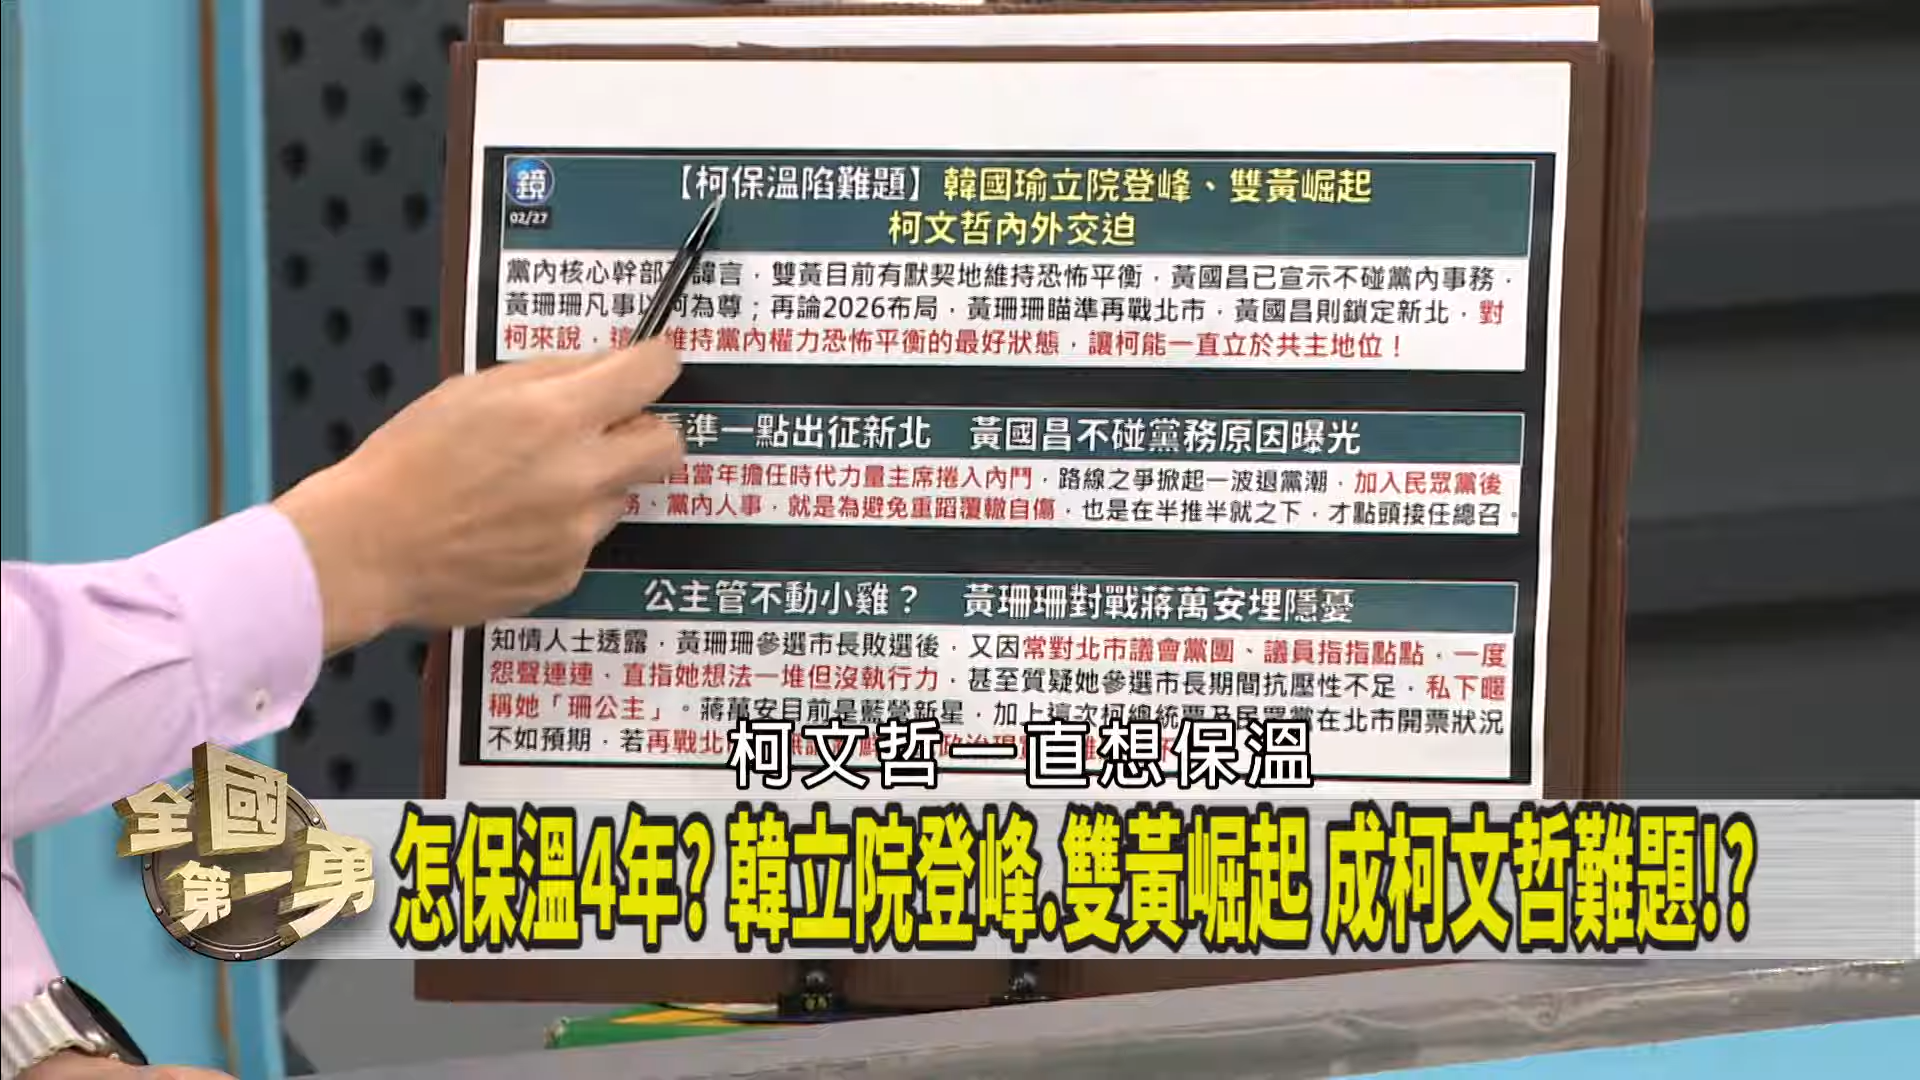 鏡
02/27
【柯保溫陷難題】韓國瑜立院登峰、雙黃崛起
柯文哲內外交迫
黨內核心幹部 諱言，雙黃目前有默契地維持恐怖平衡，黃國昌已宣示不碰黨內事務，
黃珊珊凡事以柯為尊；再論2026布局，黃珊珊瞄準再戰北市，黃國昌則鎖定新北，對
柯來說，這 維持黨內權力恐怖平衡的最好狀態，讓柯能一直立於共主地位！
看準一點出征新北 黃國昌不碰黨務原因曝光
昌當年擔任時代力量主席捲入內鬥，路線之爭掀起一波退黨潮，加入民眾黨後
務、黨內人事，就是為避免重蹈覆轍自傷，也是在半推半就之下，才點頭接任總召。
公主管不動小雞？ 黃珊珊對戰蔣萬安埋隱憂
知情人士透露，黃珊珊參選市長敗選後，又因常對北市議會黨團、議員指指點點，一度
怨聲連連，直指她想法一堆但沒執行力，甚至質疑她參選市長期間抗壓性不足，私下暱
稱她「珊公主」。蔣萬安目前是藍營新星，加上這次柯總統票及民眾黨在北市開票狀況
不如預期，若再戰北
柯文哲一直想保溫
全國第一勇
怎保溫4年? 韓立院登峰.雙黃崛起 成柯文哲難題!?